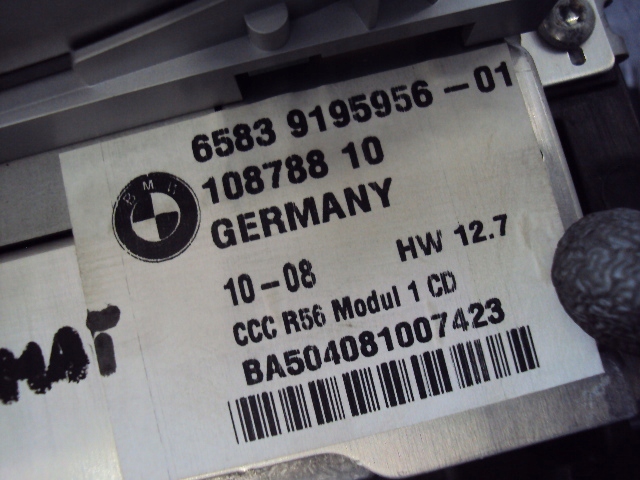 6583 9195956-01
108788 10
BMW
GERMANY
10-08 HW 12.7
CCC R56 Modul 1 CD
BA504081007423